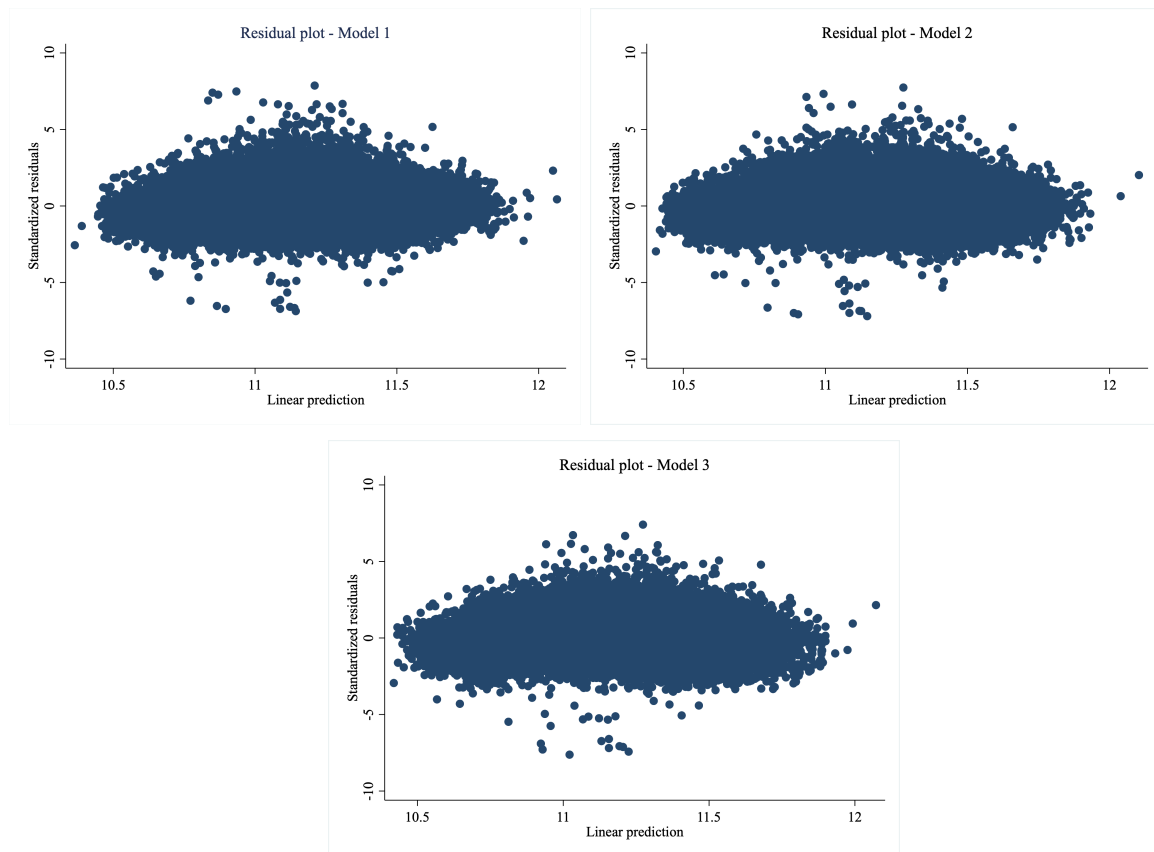 Residual plot - Model 1
10
5
0
-5
-10
Standardized residuals
10.5 11 11.5 12
Linear prediction
Residual plot - Model 2
10
5
0
-5
-10
Standardized residuals
10.5 11 11.5 12
Linear prediction
Residual plot - Model 3
10
5
0
-5
-10
Standardized residuals
10.5 11 11.5 12
Linear prediction